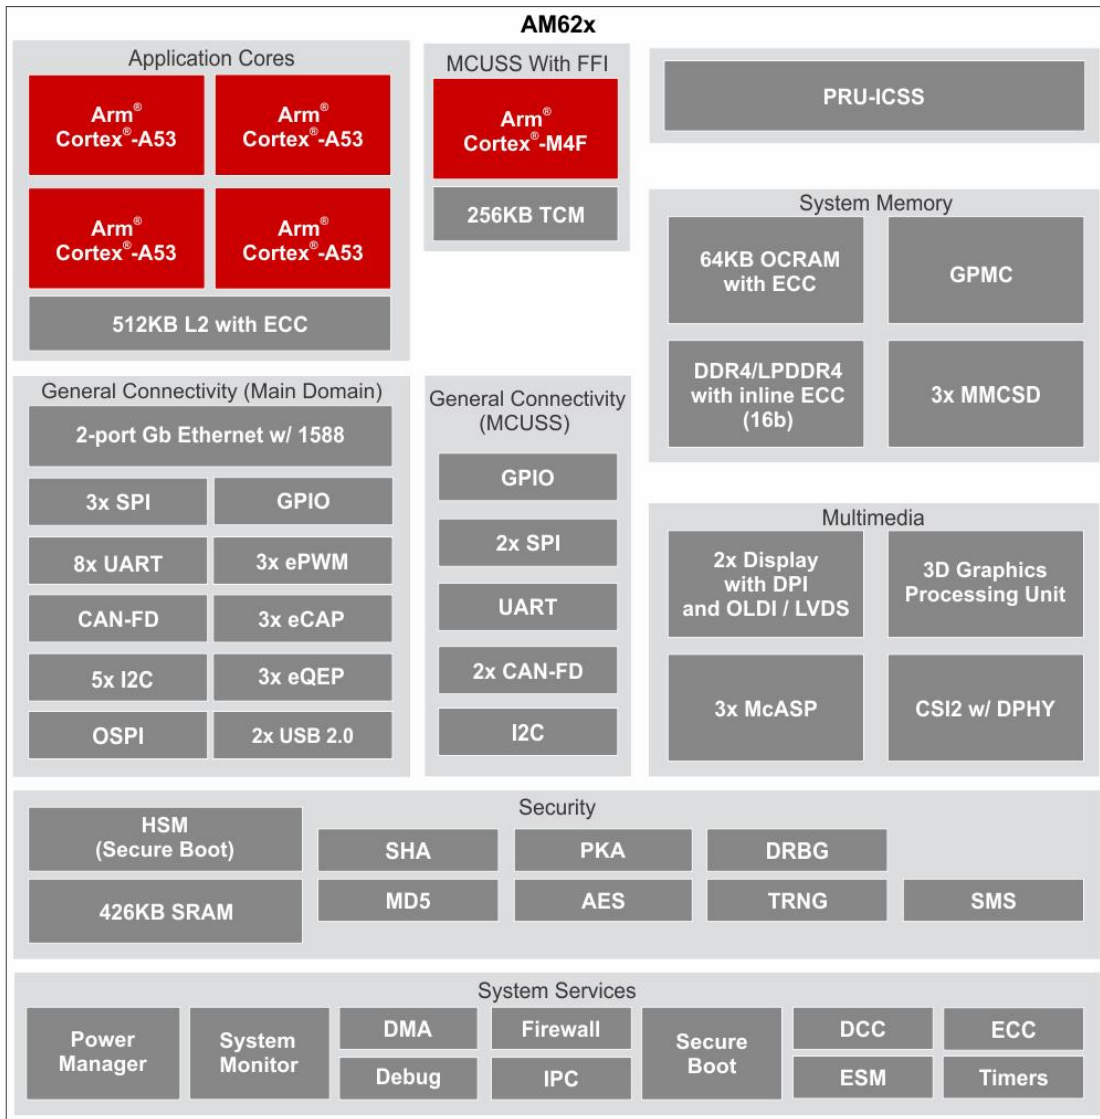 AM62x
Application Cores
Arm®
Cortex®-A53
Arm®
Cortex®-A53
Arm®
Cortex®-A53
Arm®
Cortex®-A53
512KB L2 with ECC
MCUSS With FFI
Arm®
Cortex®-M4F
256KB TCM
PRU-ICSS
System Memory
64KB OCRAM
with ECC
GPMC
DDR4/LPDDR4
with inline ECC
(16b)
3x MMCSD
General Connectivity (Main Domain)
2-port Gb Ethernet w/ 1588
3x SPI
GPIO
8x UART
3x ePWM
CAN-FD
3x eCAP
5x I2C
3x eQEP
OSPI
2x USB 2.0
General Connectivity
(MCUSS)
GPIO
2x SPI
UART
2x CAN-FD
I2C
Multimedia
2x Display
with DPI
and OLDI / LVDS
3D Graphics
Processing Unit
3x McASP
CSI2 w/ DPHY
Security
HSM
(Secure Boot)
426KB SRAM
SHA
PKA
DRBG
MD5
AES
TRNG
SMS
System Services
Power
Manager
System
Monitor
DMA
Debug
Firewall
IPC
Secure
Boot
DCC
ESM
ECC
Timers